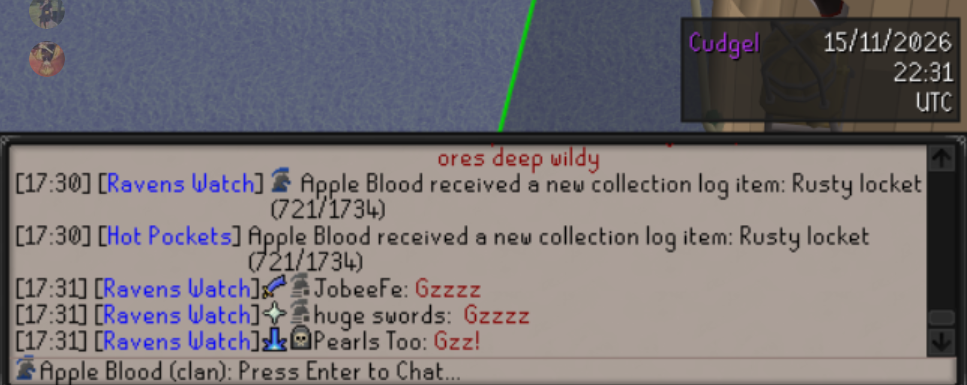 Cudgel 15/11/2026
22:31
UTC
ores deep wildy
[17:30] [Ravens Watch] Apple Blood received a new collection log item: Rusty locket
(721/1734)
[17:30] [Hot Pockets] Apple Blood received a new collection log item: Rusty locket
(721/1734)
[17:31] [Ravens Watch] JobeeFe: Gzzzz
[17:31] [Ravens Watch] huge swords: Gzzzz
[17:31] [Ravens Watch] Pearls Too: Gzz!
Apple Blood (clan): Press Enter to Chat...